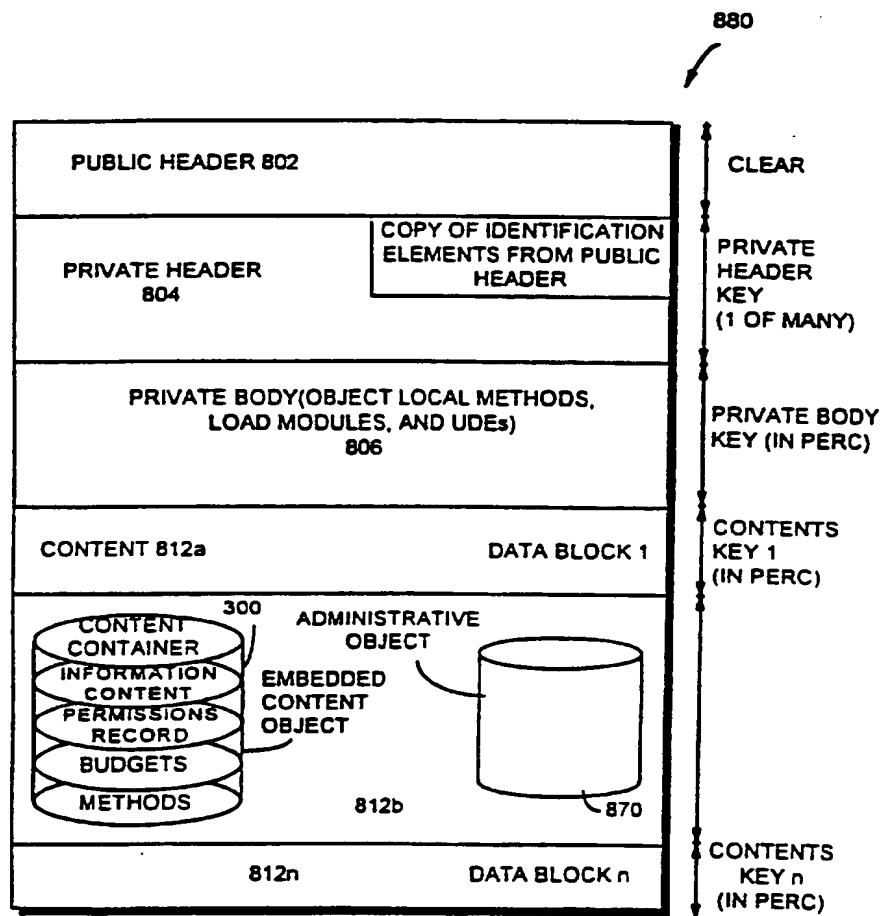 880
PUBLIC HEADER 802
CLEAR
PRIVATE HEADER
804
COPY OF IDENTIFICATION
ELEMENTS FROM PUBLIC
HEADER
PRIVATE
HEADER
KEY
(1 OF MANY)
PRIVATE BODY(OBJECT LOCAL METHODS,
LOAD MODULES, AND UDEs)
806
PRIVATE BODY
KEY (IN PERC)
CONTENT 812a
DATA BLOCK 1
CONTENTS
KEY 1
(IN PERC)
CONTENT
CONTAINER
INFORMATION
CONTENT
PERMISSIONS
RECORD
BUDGETS
METHODS
300
EMBEDDED
CONTENT
OBJECT
ADMINISTRATIVE
OBJECT
812b
870
812n
DATA BLOCK n
CONTENTS
KEY n
(IN PERC)